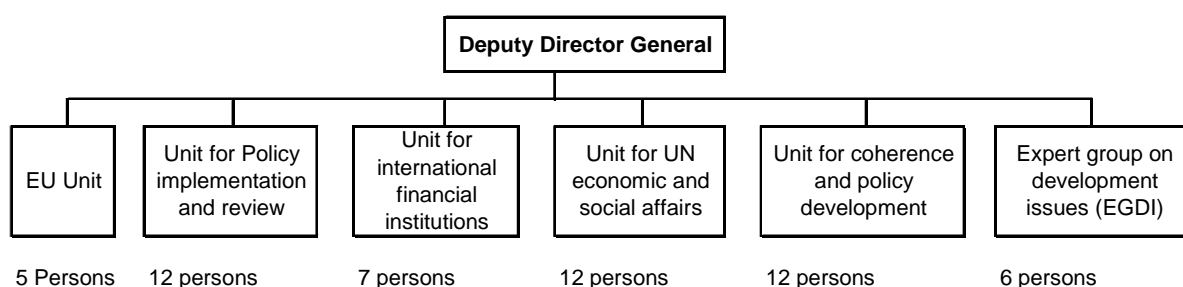 Deputy Director General
EU Unit
Unit for Policy
implementation
and review
Unit for
international
financial
institutions
Unit for UN
economic and
social affairs
Unit for coherence
and policy
development
Expert group on
development
issues (EGDI)
5 Persons
12 persons
7 persons
12 persons
12 persons
6 persons